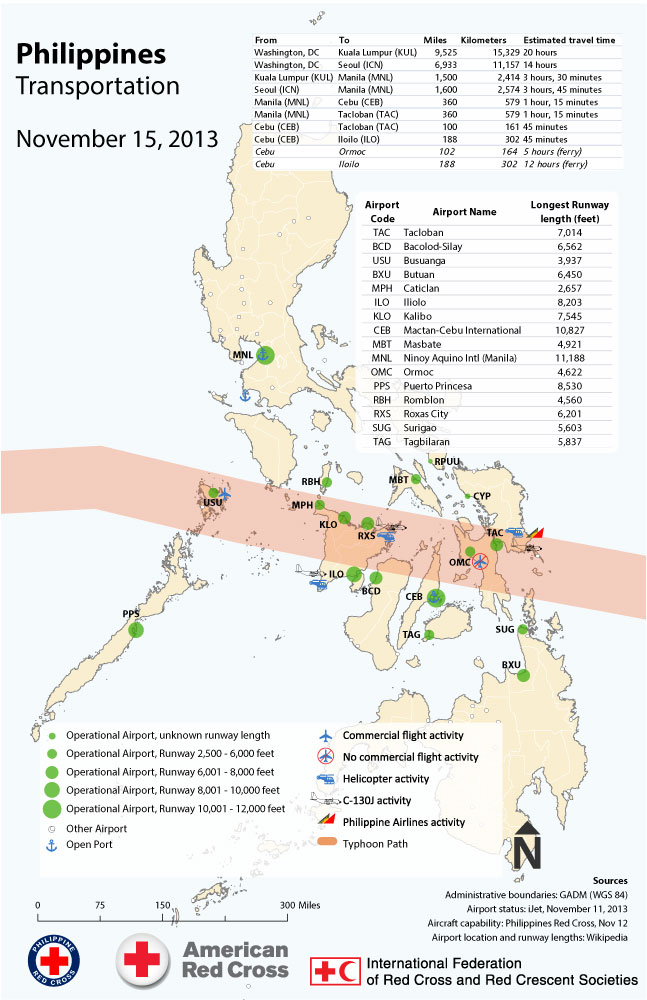 Philippines
Transportation
November 15, 2013
From To Miles Kilometers Estimated travel time
Washington, DC Kuala Lumpur (KUL) 9,525 15,329 20 hours
Washington, DC Seoul (ICN) 6,933 11,157 14 hours
Kuala Lumpur (KUL) Manila (MNL) 1,500 2,414 3 hours, 30 minutes
Seoul (ICN) Manila (MNL) 1,600 2,574 3 hours, 45 minutes
Manila (MNL) Cebu (CEB) 360 579 1 hour, 15 minutes
Manila (MNL) Tacloban (TAC) 360 579 1 hour, 15 minutes
Cebu (CEB) Tacloban (TAC) 100 161 45 minutes
Cebu (CEB) Iloilo (ILO) 188 302 45 minutes
Cebu Ormoc 102 164 5 hours (ferry)
Cebu Iloilo 188 302 12 hours (ferry)
Airport Code Airport Name Longest Runway length (feet)
TAC Tacloban 7,014
BCD Bacolod-Silay 6,562
USU Busuanga 3,937
BXU Butuan 6,450
MPH Caticlan 2,657
ILO Iliolo 8,203
KLO Kalibo 7,545
CEB Mactan-Cebu International 10,827
MBT Masbate 4,921
MNL Ninoy Aquino Intl (Manila) 11,188
OMC Ormoc 4,622
PPS Puerto Princesa 8,530
RBH Romblon 4,560
RXS Roxas City 6,201
SUG Surigao 5,603
TAG Tagbilaran 5,837
MNL
RPUU
RBH
MBT
CYP
USU
MPH
KLO
RXS
TAC
OMC
ILO
BCD
CEB
PPS
TAG
SUG
BXU
Operational Airport, unknown runway length
Operational Airport, Runway 2,500 - 6,000 feet
Operational Airport, Runway 6,001 - 8,000 feet
Operational Airport, Runway 8,001 - 10,000 feet
Operational Airport, Runway 10,001 - 12,000 feet
Other Airport
Open Port
Commercial flight activity
No commercial flight activity
Helicopter activity
C-130J activity
Philippine Airlines activity
Typhoon Path
N
0 75 150 300 Miles
Sources
Administrative boundaries: GADM (WGS 84)
Airport status: iJet, November 11, 2013
Aircraft capability: Philippines Red Cross, Nov 12
Airport location and runway lengths: Wikipedia
PHILIPPINE
RED CROSS
American
Red Cross
International Federation
of Red Cross and Red Crescent Societies